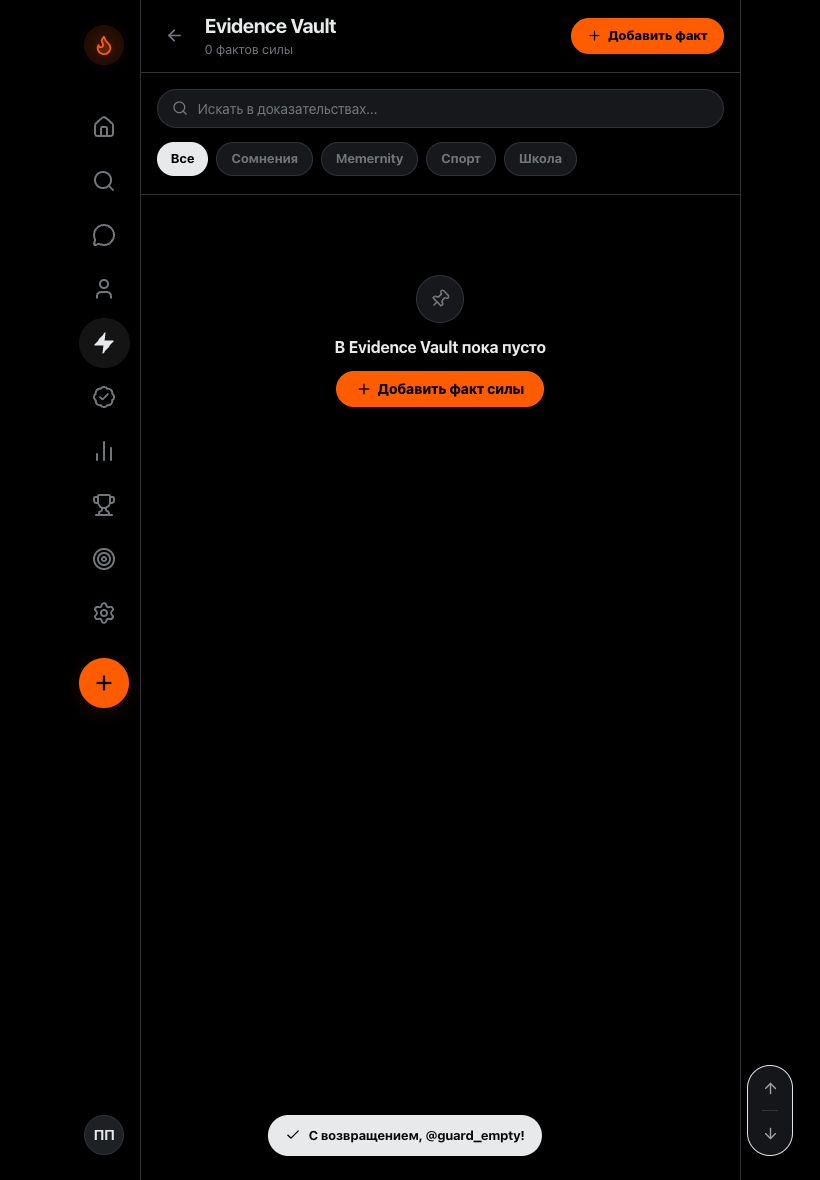 Evidence Vault
0 фактов силы
Добавить факт
Искать в доказательствах...
Все
Сомнения
Memernity
Спорт
Школа
В Evidence Vault пока пусто
Добавить факт силы
ПП
С возвращением, @guard_empty!